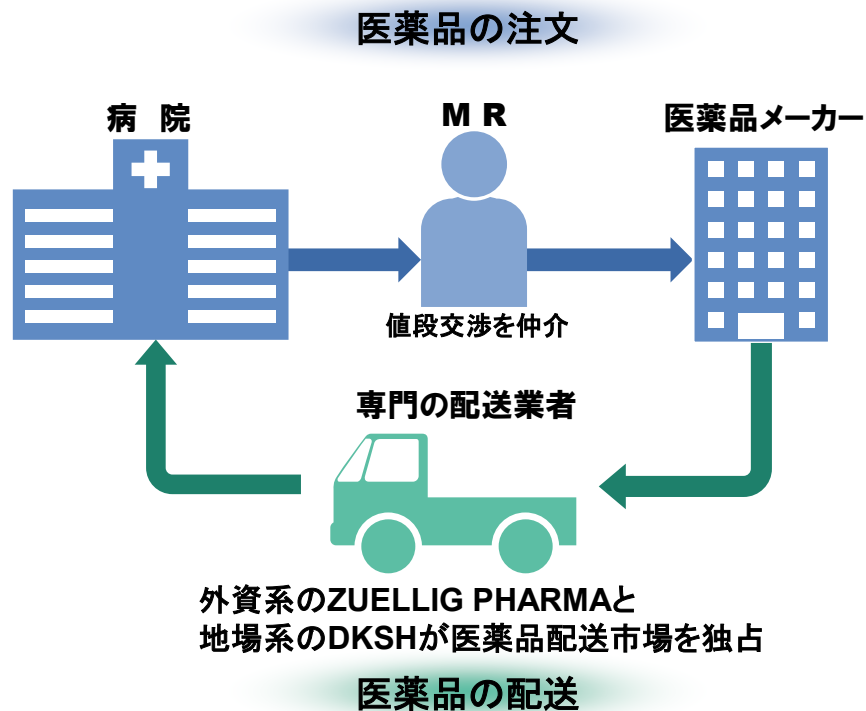 医薬品の注文
病 院
MR
医薬品メーカー
値段交渉を仲介
専門の配送業者
外資系のZUELLIG PHARMAと
地場系のDKSHが医薬品配送市場を独占
医薬品の配送